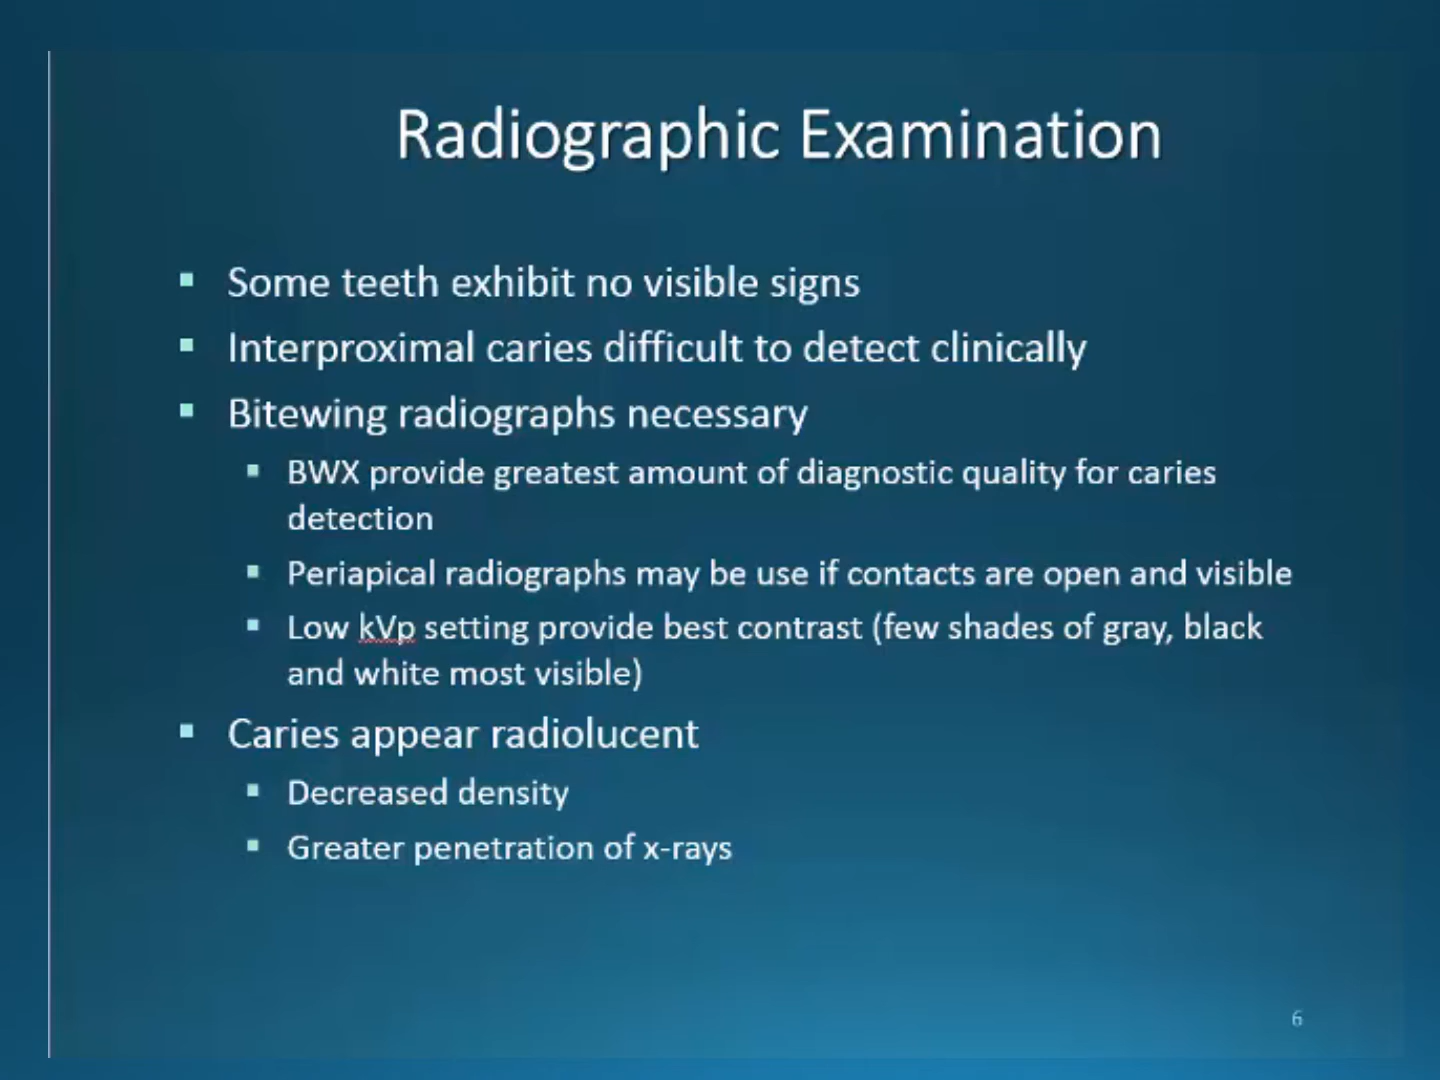 Radiographic Examination
Some teeth exhibit no visible signs
Interproximal caries difficult to detect clinically
Bitewing radiographs necessary
BWX provide greatest amount of diagnostic quality for caries
detection
Periapical radiographs may be use if contacts are open and visible
Low kVp setting provide best contrast (few shades of gray, black
and white most visible)
Caries appear radiolucent
Decreased density
Greater penetration of x-rays
6